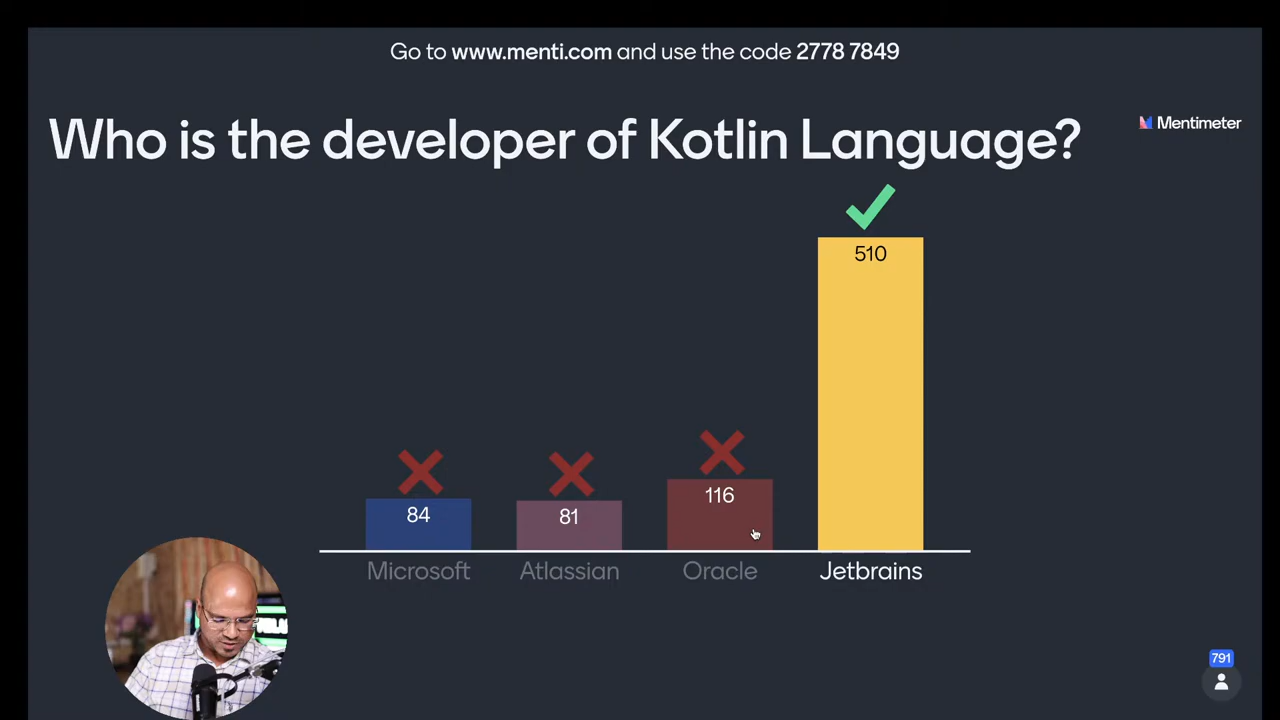 Go to www.menti.com and use the code 2778 7849
Who is the developer of Kotlin Language?
Mentimeter
510
116
84
81
Microsoft
Atlassian
Oracle
Jetbrains
791